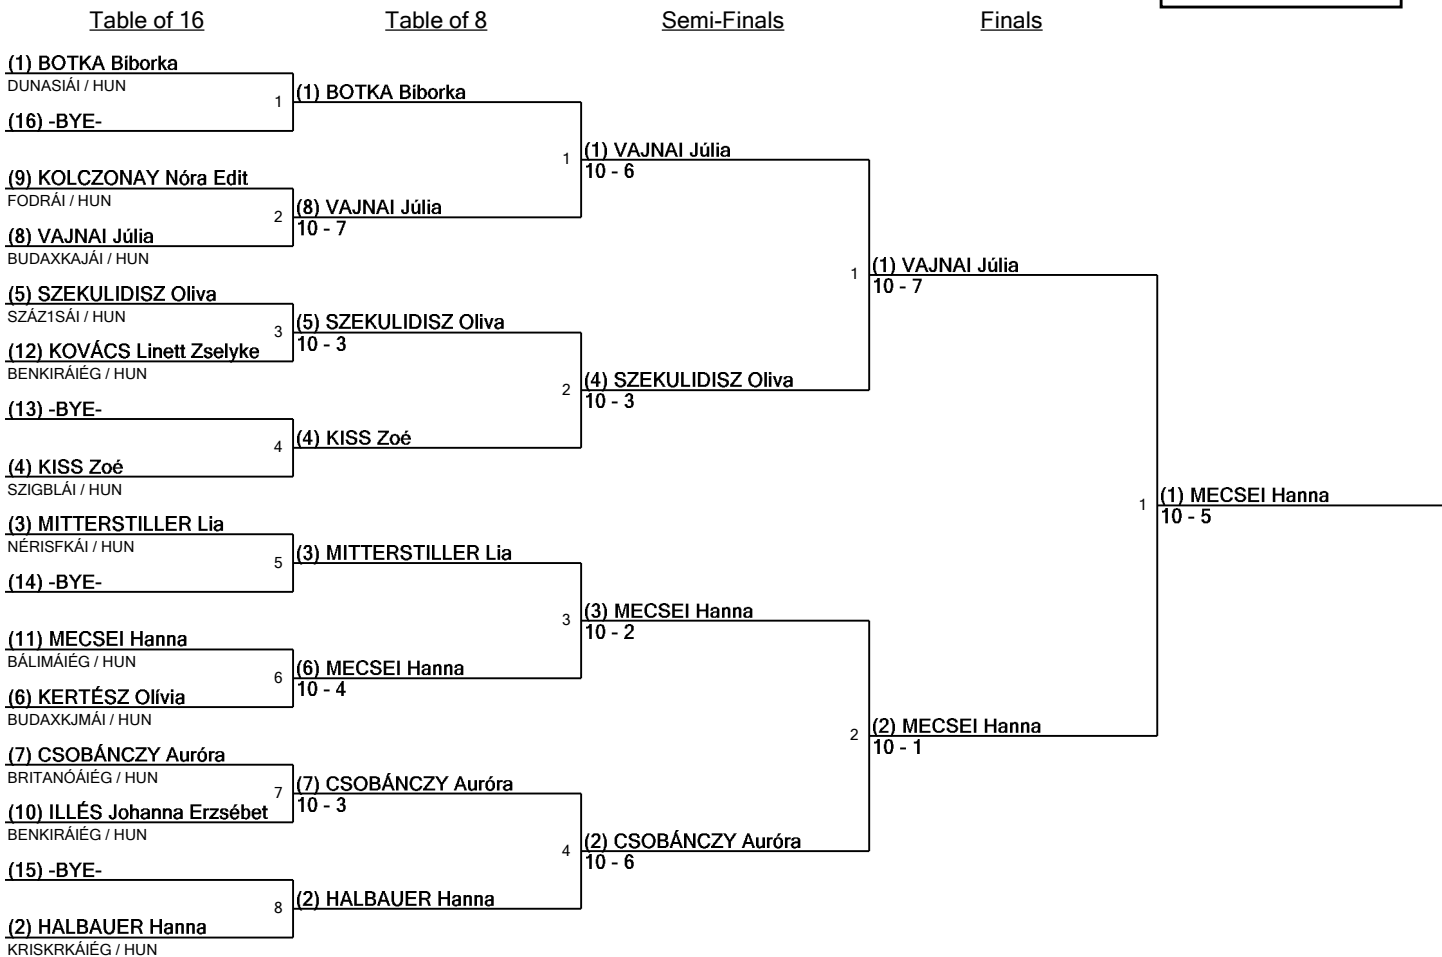 Table of 16
Table of 8
Semi-Finals
Finals
(1) BOTKA Biborka
DUNASIÁI / HUN
(16) -BYE-
(9) KOLCZONAY Nóra Edit
FODRÁI / HUN
(8) VAJNAI Júlia
BUDAXKAJÁI / HUN
(5) SZEKULIDISZ Oliva
SZÁZ1SÁI / HUN
(12) KOVÁCS Linett Zselyke
BENKIRÁIÉG / HUN
(13) -BYE-
(4) KISS Zoé
SZIGBLÁI / HUN
(3) MITTERSTILLER Lia
NÉRISFKÁI / HUN
(14) -BYE-
(11) MECSEI Hanna
BÁLIMÁIÉG / HUN
(6) KERTÉSZ Olívia
BUDAXKJMÁI / HUN
(7) CSOBÁNCZY Auróra
BRITANÓÁIÉG / HUN
(10) ILLÉS Johanna Erzsébet
BENKIRÁIÉG / HUN
(15) -BYE-
(2) HALBAUER Hanna
KRISKRKÁIÉG / HUN
1
(1) BOTKA Biborka
2
(8) VAJNAI Júlia
10 - 7
3
(5) SZEKULIDISZ Oliva
10 - 3
4
(4) KISS Zoé
5
(3) MITTERSTILLER Lia
6
(6) MECSEI Hanna
10 - 4
7
(7) CSOBÁNCZY Auróra
10 - 3
8
(2) HALBAUER Hanna
1
(1) VAJNAI Júlia
10 - 6
2
(4) SZEKULIDISZ Oliva
10 - 3
3
(3) MECSEI Hanna
10 - 2
4
(2) CSOBÁNCZY Auróra
10 - 6
1
(1) VAJNAI Júlia
10 - 7
2
(2) MECSEI Hanna
10 - 1
1
(1) MECSEI Hanna
10 - 5